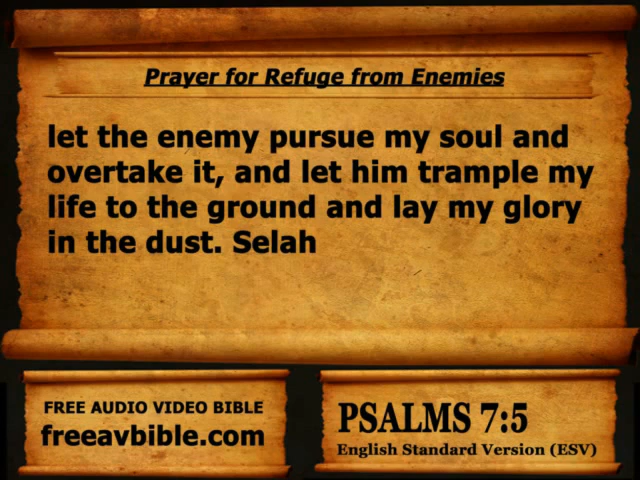 Prayer for Refuge from Enemies
let the enemy pursue my soul and
overtake it, and let him trample my
life to the ground and lay my glory
in the dust. Selah
FREE AUDIO VIDEO BIBLE
freeavbible.com
PSALMS 7:5
English Standard Version (ESV)